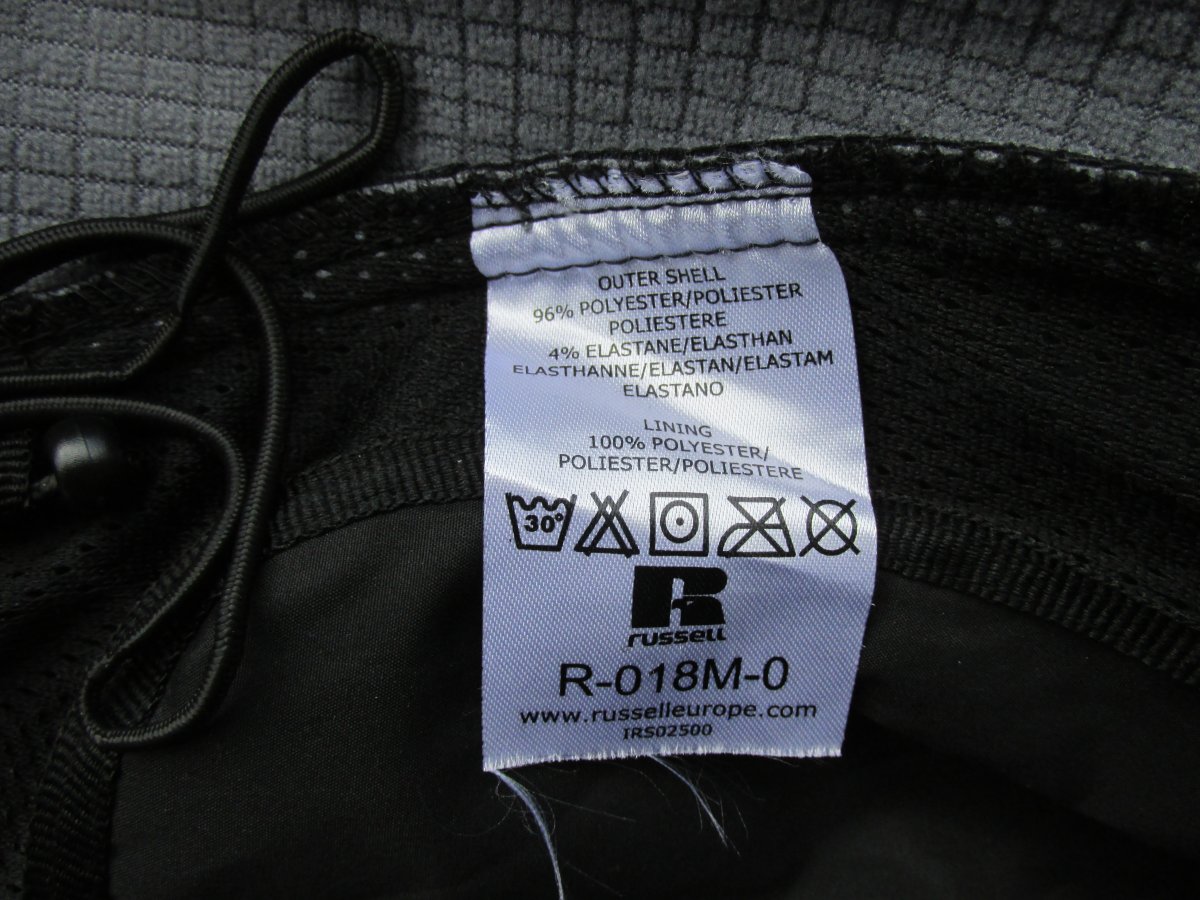 OUTER SHELL
96% POLYESTER/POLIESTER
POLIESTERE
4% ELASTANE/ELASTHAN
ELASTHANNE/ELASTAN/ELASTAM
ELASTANO
LINING
100% POLYESTER/
POLIESTER/POLIESTERE
30°
R
russell
R-018M-0
www.russelleurope.com
IRS02500